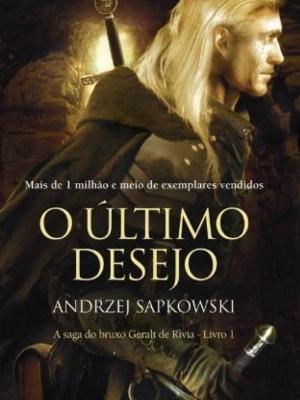 Mais de 1 milhão e meio de exemplares vendidos
O ÚLTIMO
DESEJO
ANDRZEJ SAPKOWSKI
A saga do bruxo Geralt de Rívia - Livro 1